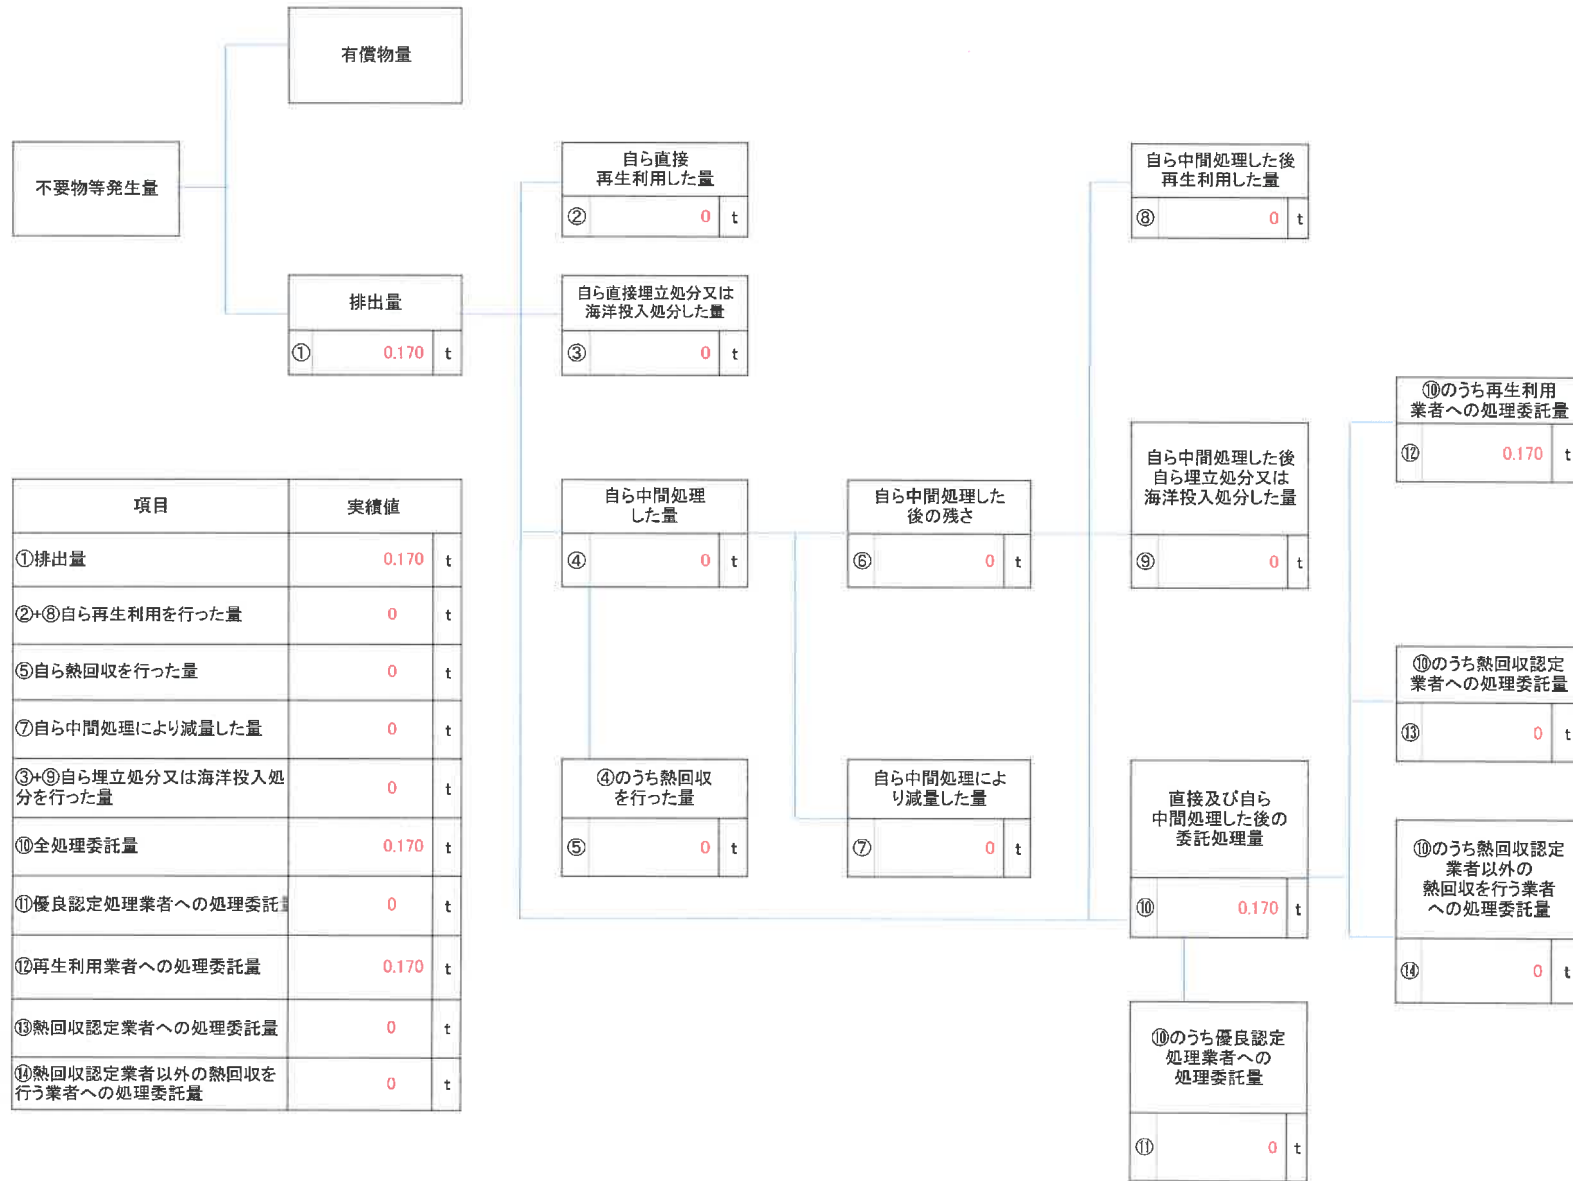 有償物量
不要物等発生量
排出量
① 0.170 t
自ら直接
再生利用した量
② 0 t
自ら直接埋立処分又は
海洋投入処分した量
③ 0 t
自ら中間処理
した量
④ 0 t
④のうち熱回収
を行った量
⑤ 0 t
自ら中間処理した
後の残さ
⑥ 0 t
自ら中間処理によ
り減量した量
⑦ 0 t
自ら中間処理した後
再生利用した量
⑧ 0 t
自ら中間処理した後
自ら埋立処分又は
海洋投入処分した量
⑨ 0 t
直接及び自ら
中間処理した後の
委託処理量
⑩ 0.170 t
⑩のうち優良認定
処理業者への
処理委託量
⑪ 0 t
⑩のうち再生利用
業者への処理委託量
⑫ 0.170 t
⑩のうち熱回収認定
業者への処理委託量
⑬ 0 t
⑩のうち熱回収認定
業者以外の
熱回収を行う業者
への処理委託量
⑭ 0 t
項目 実績値
①排出量 0.170 t
②+⑧自ら再生利用を行った量 0 t
⑤自ら熱回収を行った量 0 t
⑦自ら中間処理により減量した量 0 t
③+⑨自ら埋立処分又は海洋投入処
分を行った量 0 t
⑩全処理委託量 0.170 t
⑪優良認定処理業者への処理委託量 0 t
⑫再生利用業者への処理委託量 0.170 t
⑬熱回収認定業者への処理委託量 0 t
⑭熱回収認定業者以外の熱回収を
行う業者への処理委託量 0 t